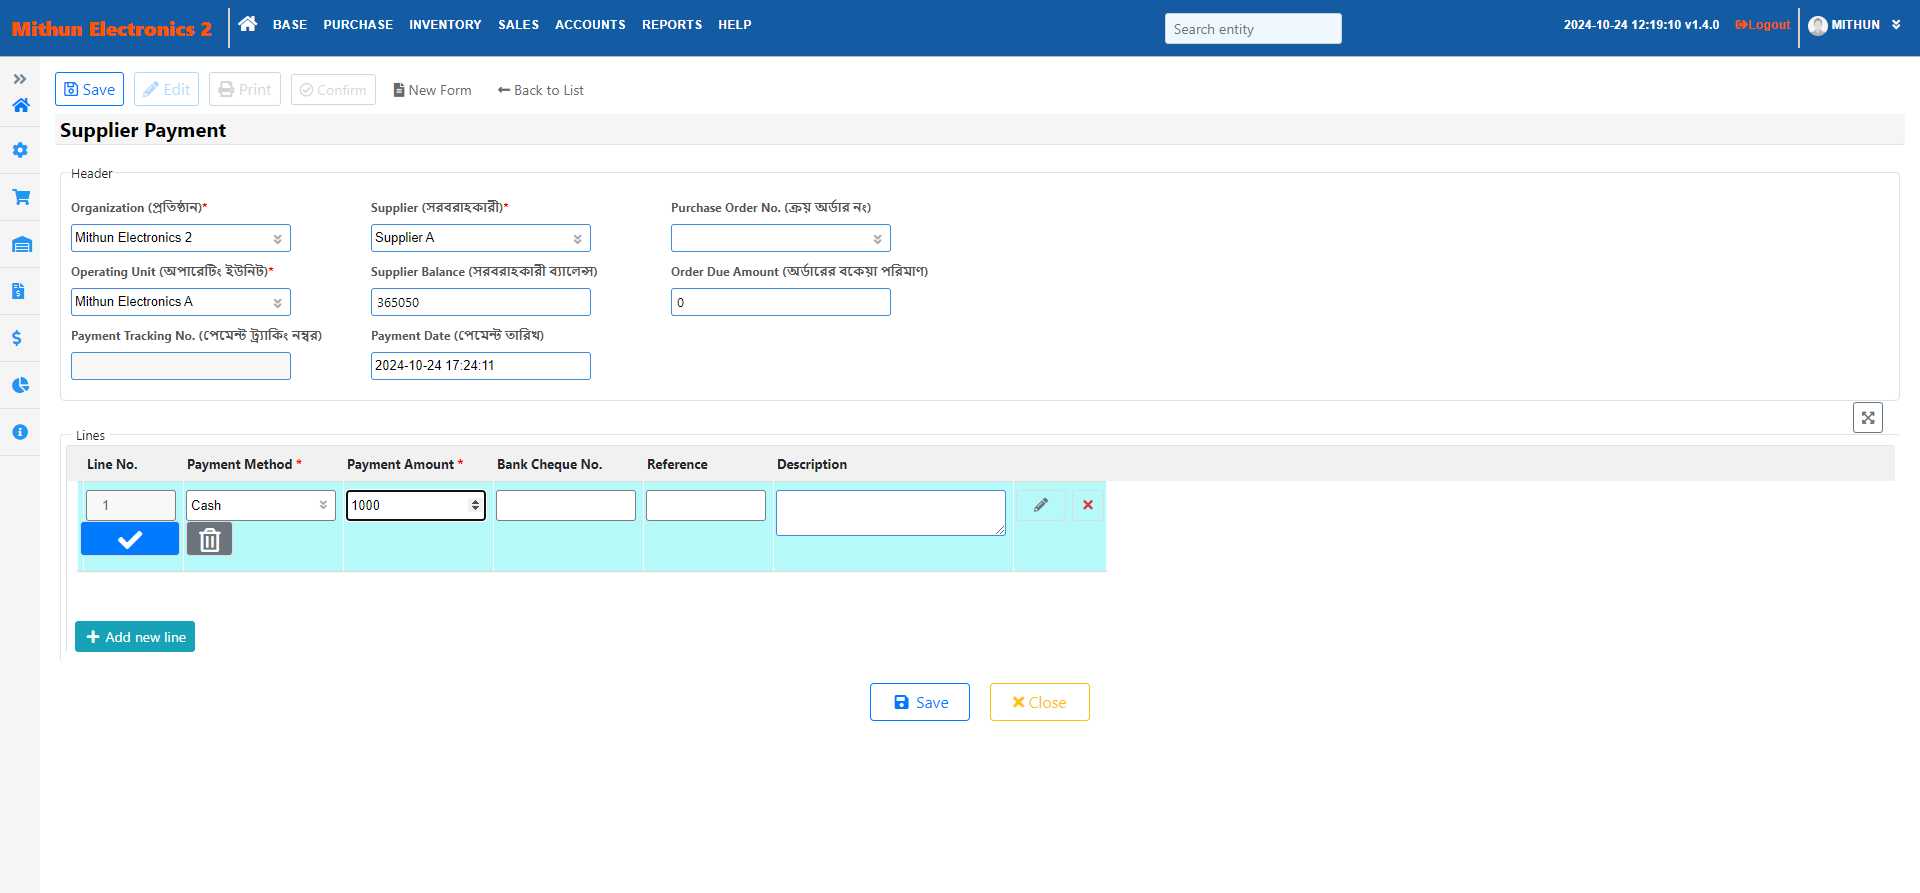 Mithun Electronics 2
BASE PURCHASE INVENTORY SALES ACCOUNTS REPORTS HELP
Search entity
2024-10-24 12:19:10 v1.4.0 Logout MITHUN
Save Edit Print Confirm New Form Back to List
Supplier Payment
Header
Organization (প্রতিষ্ঠান)* Supplier (সরবরাহকারী)* Purchase Order No. (ক্রয় অর্ডার নং)
Mithun Electronics 2 Supplier A
Operating Unit (অপারেটিং ইউনিট)* Supplier Balance (সরবরাহকারী ব্যালেন্স) Order Due Amount (অর্ডারের বকেয়া পরিমাণ)
Mithun Electronics A 365050 0
Payment Tracking No. (পেমেন্ট ট্র্যাকিং নম্বর) Payment Date (পেমেন্ট তারিখ)
2024-10-24 17:24:11
Lines
Line No. Payment Method * Payment Amount * Bank Cheque No. Reference Description
1 Cash 1000
Add new line
Save Close